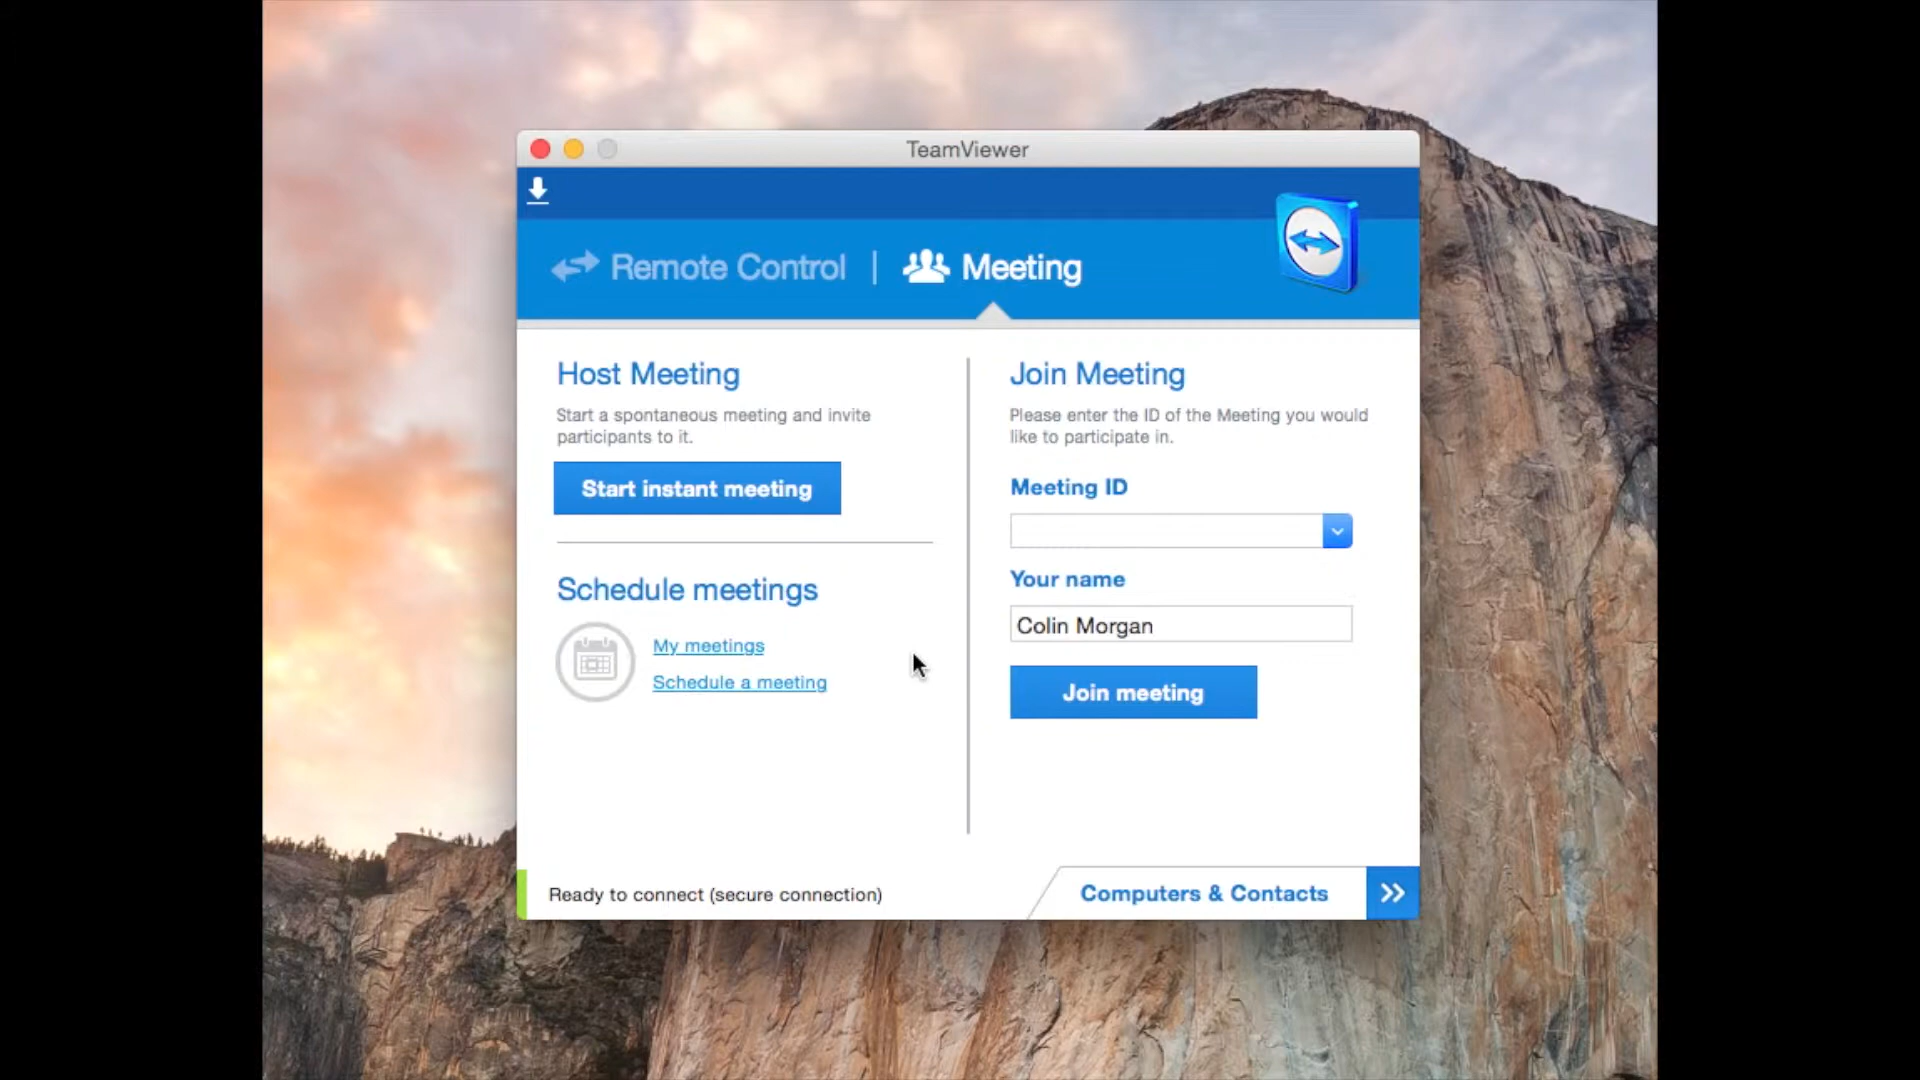 TeamViewer
Remote Control
Meeting
Host Meeting
Start a spontaneous meeting and invite
participants to it.
Start instant meeting
Schedule meetings
My meetings
Schedule a meeting
Join Meeting
Please enter the ID of the Meeting you would
like to participate in.
Meeting ID
Your name
Colin Morgan
Join meeting
Ready to connect (secure connection)
Computers & Contacts